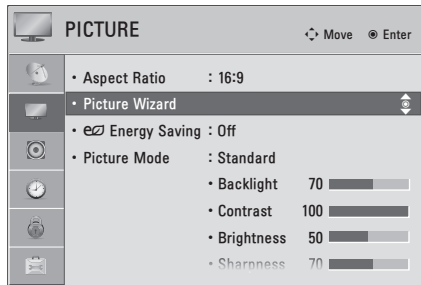 PICTURE
Move Enter
• Aspect Ratio : 16:9
• Picture Wizard
• Energy Saving : Off
• Picture Mode : Standard
• Backlight 70
• Contrast 100
• Brightness 50
• Sharpness 70